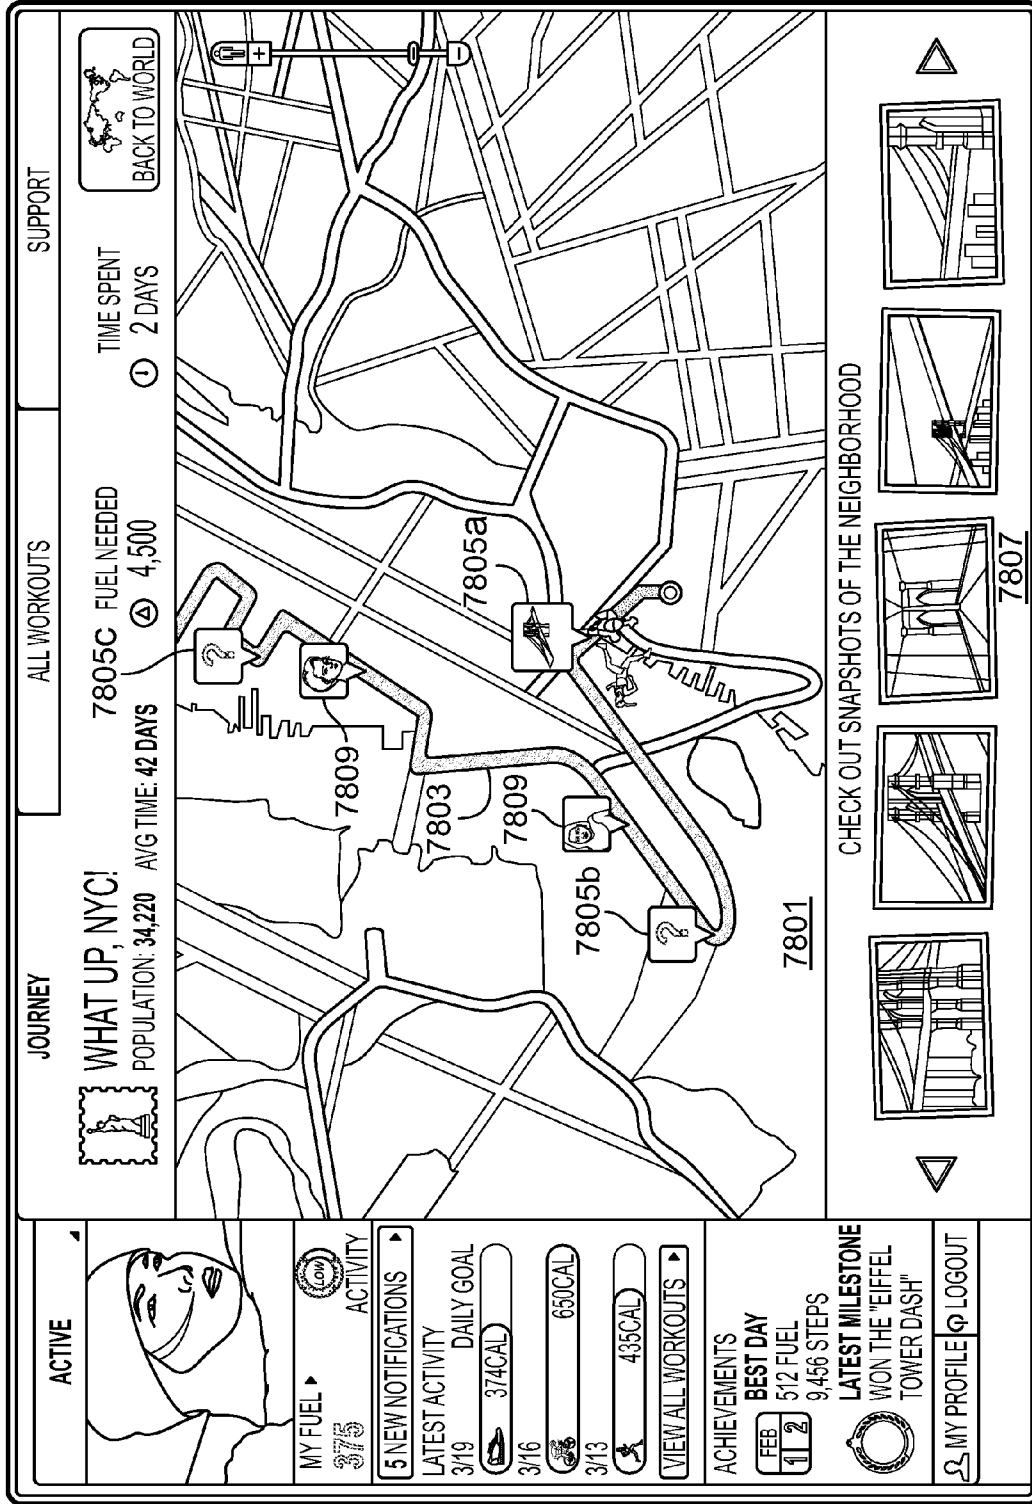 ACTIVE
MY FUEL
375
LOW
ACTIVITY
5 NEW NOTIFICATIONS
LATEST ACTIVITY
3/19 DAILY GOAL
374CAL
3/16
650CAL
3/13
435CAL
VIEW ALL WORKOUTS
ACHIEVEMENTS
FEB
1 2
BEST DAY
512 FUEL
9,456 STEPS
LATEST MILESTONE
WON THE "EIFFEL
TOWER DASH"
MY PROFILE LOGOUT
JOURNEY ALL WORKOUTS SUPPORT
WHAT UP, NYC!
POPULATION: 34,220 AVG TIME: 42 DAYS
7805C FUEL NEEDED
4,500
TIME SPENT
2 DAYS
BACK TO WORLD
+
-
?
7809
7803
7809
7805a
7805b
?
7801
CHECK OUT SNAPSHOTS OF THE NEIGHBORHOOD
7807